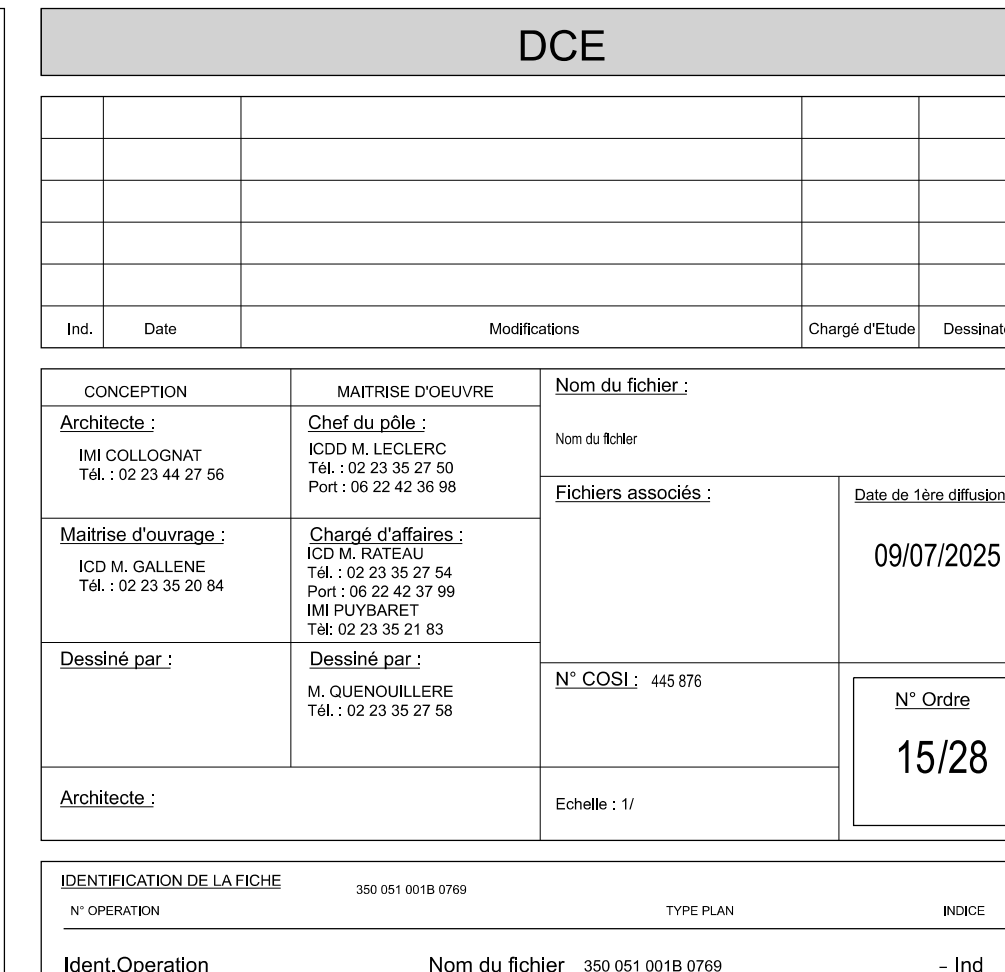 DCE
Ind. Date Modifications Chargé d'Etude Dessinate
CONCEPTION
Architecte :
IMI COLLOGNAT
Tél. : 02 23 44 27 56
Maitrise d'ouvrage :
ICD M. GALLENE
Tél. : 02 23 35 20 84
Dessiné par :
MAITRISE D'OEUVRE
Chef du pôle :
ICDD M. LECLERC
Tél. : 02 23 35 27 50
Port : 06 22 42 36 98
Chargé d'affaires :
ICD M. RATEAU
Tél. : 02 23 35 27 54
Port : 06 22 42 37 99
IMI PUYBARET
Tèl: 02 23 35 21 83
Dessiné par :
M. QUENOUILLERE
Tél. : 02 23 35 27 58
Architecte :
Nom du fichier :
Nom du fichier
Fichiers associés :
Date de 1ère diffusion
09/07/2025
N° COSI : 445 876
N° Ordre
15/28
Echelle : 1/
IDENTIFICATION DE LA FICHE 350 051 001B 0769
N° OPERATION TYPE PLAN INDICE
Ident.Operation Nom du fichier 350 051 001B 0769 - Ind